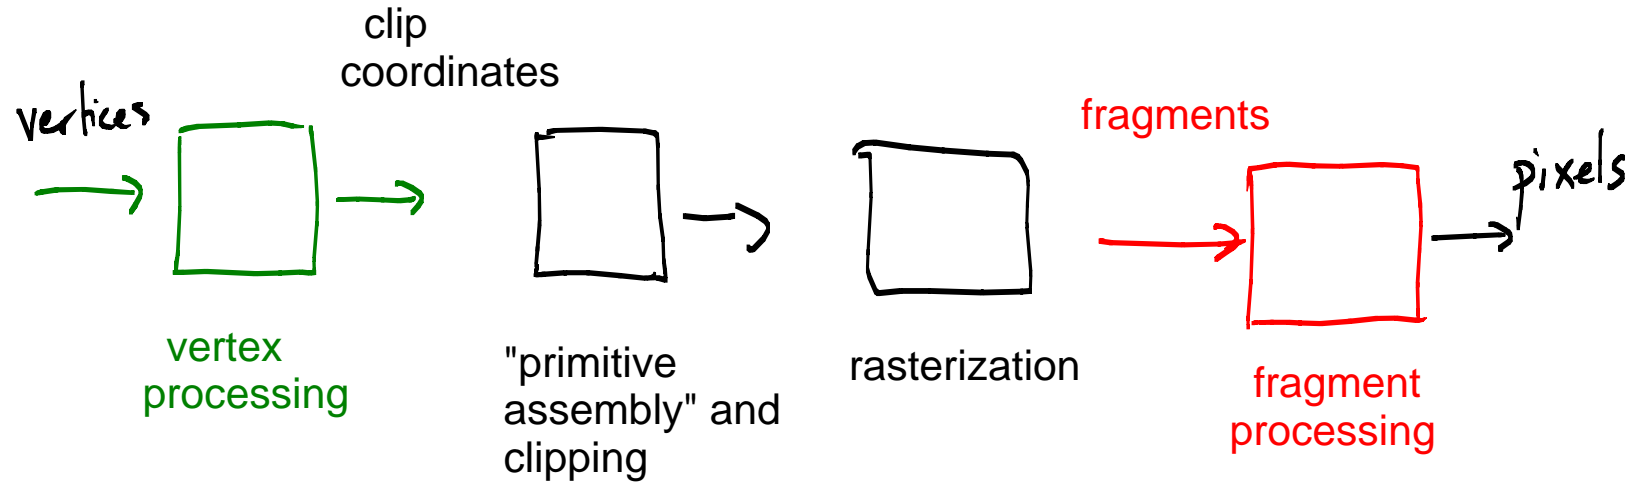 clip
coordinates
vertices
fragments
pixels
vertex
processing
"primitive
assembly" and
clipping
rasterization
fragment
processing